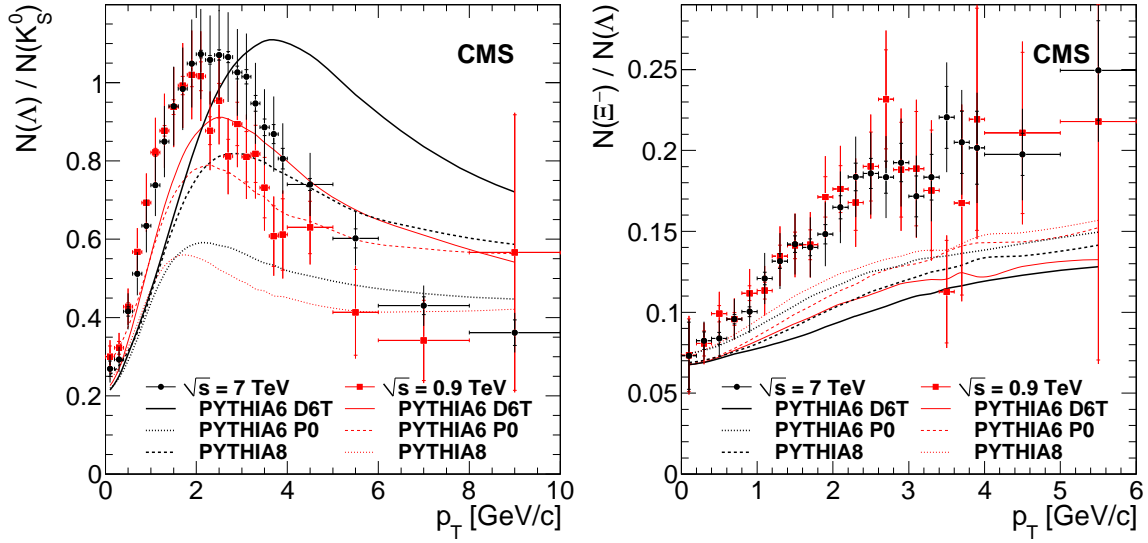 N(Λ) / N(K⁰_S)
CMS
1
0.8
0.6
0.4
0.2
0
√s = 7 TeV √s = 0.9 TeV
PYTHIA6 D6T PYTHIA6 D6T
PYTHIA6 P0 PYTHIA6 P0
PYTHIA8 PYTHIA8
0 2 4 6 8 10
p_T [GeV/c]
N(Ξ⁻) / N(Λ)
CMS
0.25
0.2
0.15
0.1
0.05
0
√s = 7 TeV √s = 0.9 TeV
PYTHIA6 D6T PYTHIA6 D6T
PYTHIA6 P0 PYTHIA6 P0
PYTHIA8 PYTHIA8
0 1 2 3 4 5 6
p_T [GeV/c]